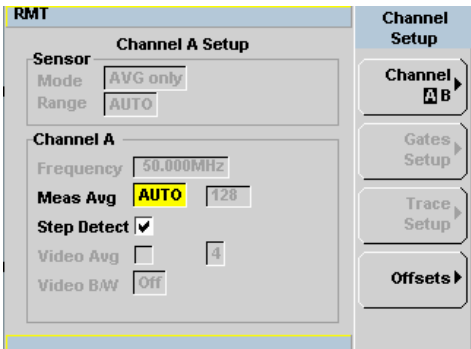 RMT
Channel A Setup
Sensor
Mode AVG only
Range AUTO
Channel A
Frequency 50.000MHz
Meas Avg AUTO 128
Step Detect
Video Avg 4
Video B/W Off
Channel
Setup
Channel
A B
Gates
Setup
Trace
Setup
Offsets